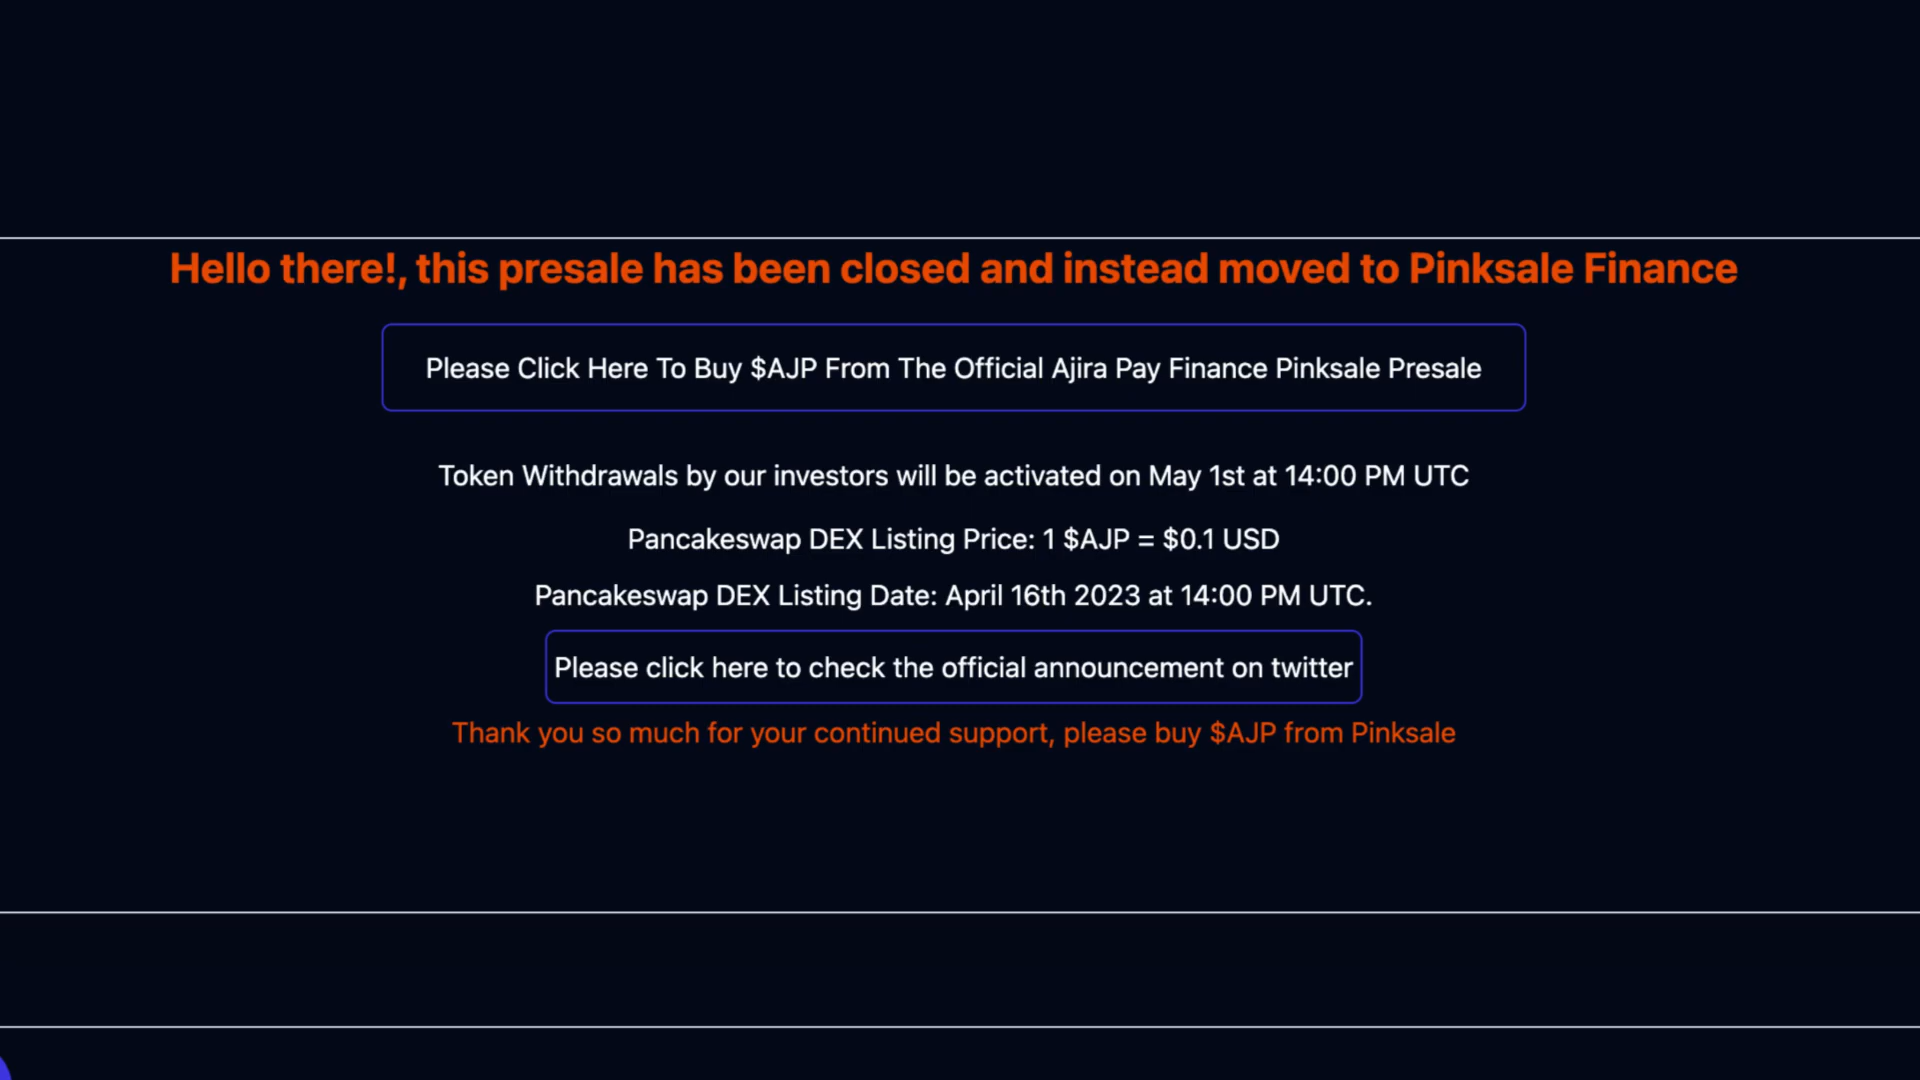 Hello there!, this presale has been closed and instead moved to Pinksale Finance
Please Click Here To Buy $AJP From The Official Ajira Pay Finance Pinksale Presale
Token Withdrawals by our investors will be activated on May 1st at 14:00 PM UTC
Pancakeswap DEX Listing Price: 1 $AJP = $0.1 USD
Pancakeswap DEX Listing Date: April 16th 2023 at 14:00 PM UTC.
Please click here to check the official announcement on twitter
Thank you so much for your continued support, please buy $AJP from Pinksale